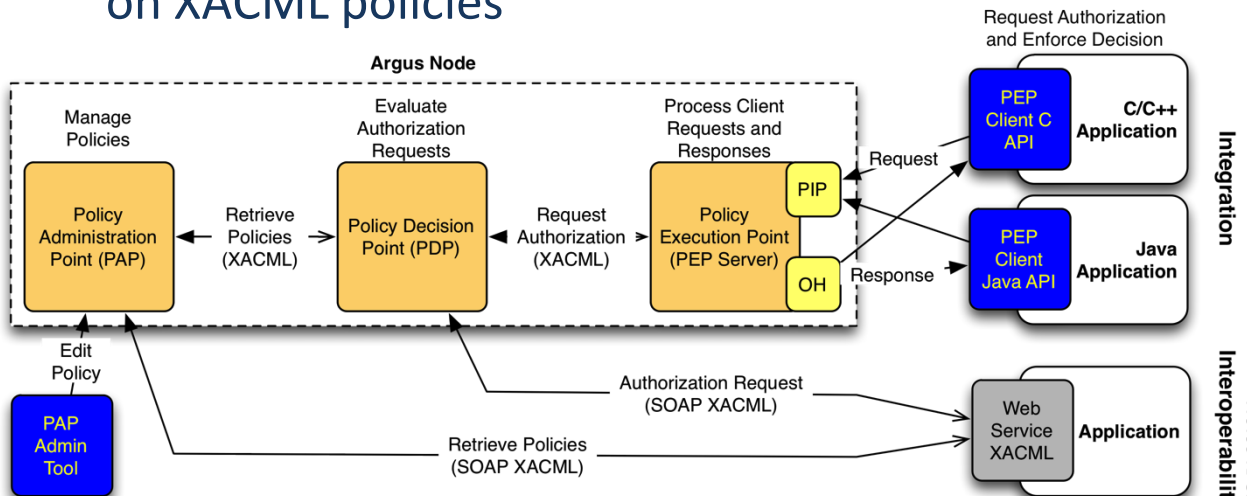 on XACML policies
Request Authorization
and Enforce Decision
Argus Node
Manage
Policies
Evaluate
Authorization
Requests
Process Client
Requests and
Responses
Policy
Administration
Point (PAP)
Retrieve
Policies
(XACML)
Policy Decision
Point (PDP)
Request
Authorization
(XACML)
Policy
Execution Point
(PEP Server)
PIP
OH
Request
Response
PEP
Client C
API
C/C++
Application
PEP
Client
Java API
Java
Application
Integration
Edit
Policy
PAP
Admin
Tool
Authorization Request
(SOAP XACML)
Retrieve Policies
(SOAP XACML)
Web
Service
XACML
Application
Interoperabilit